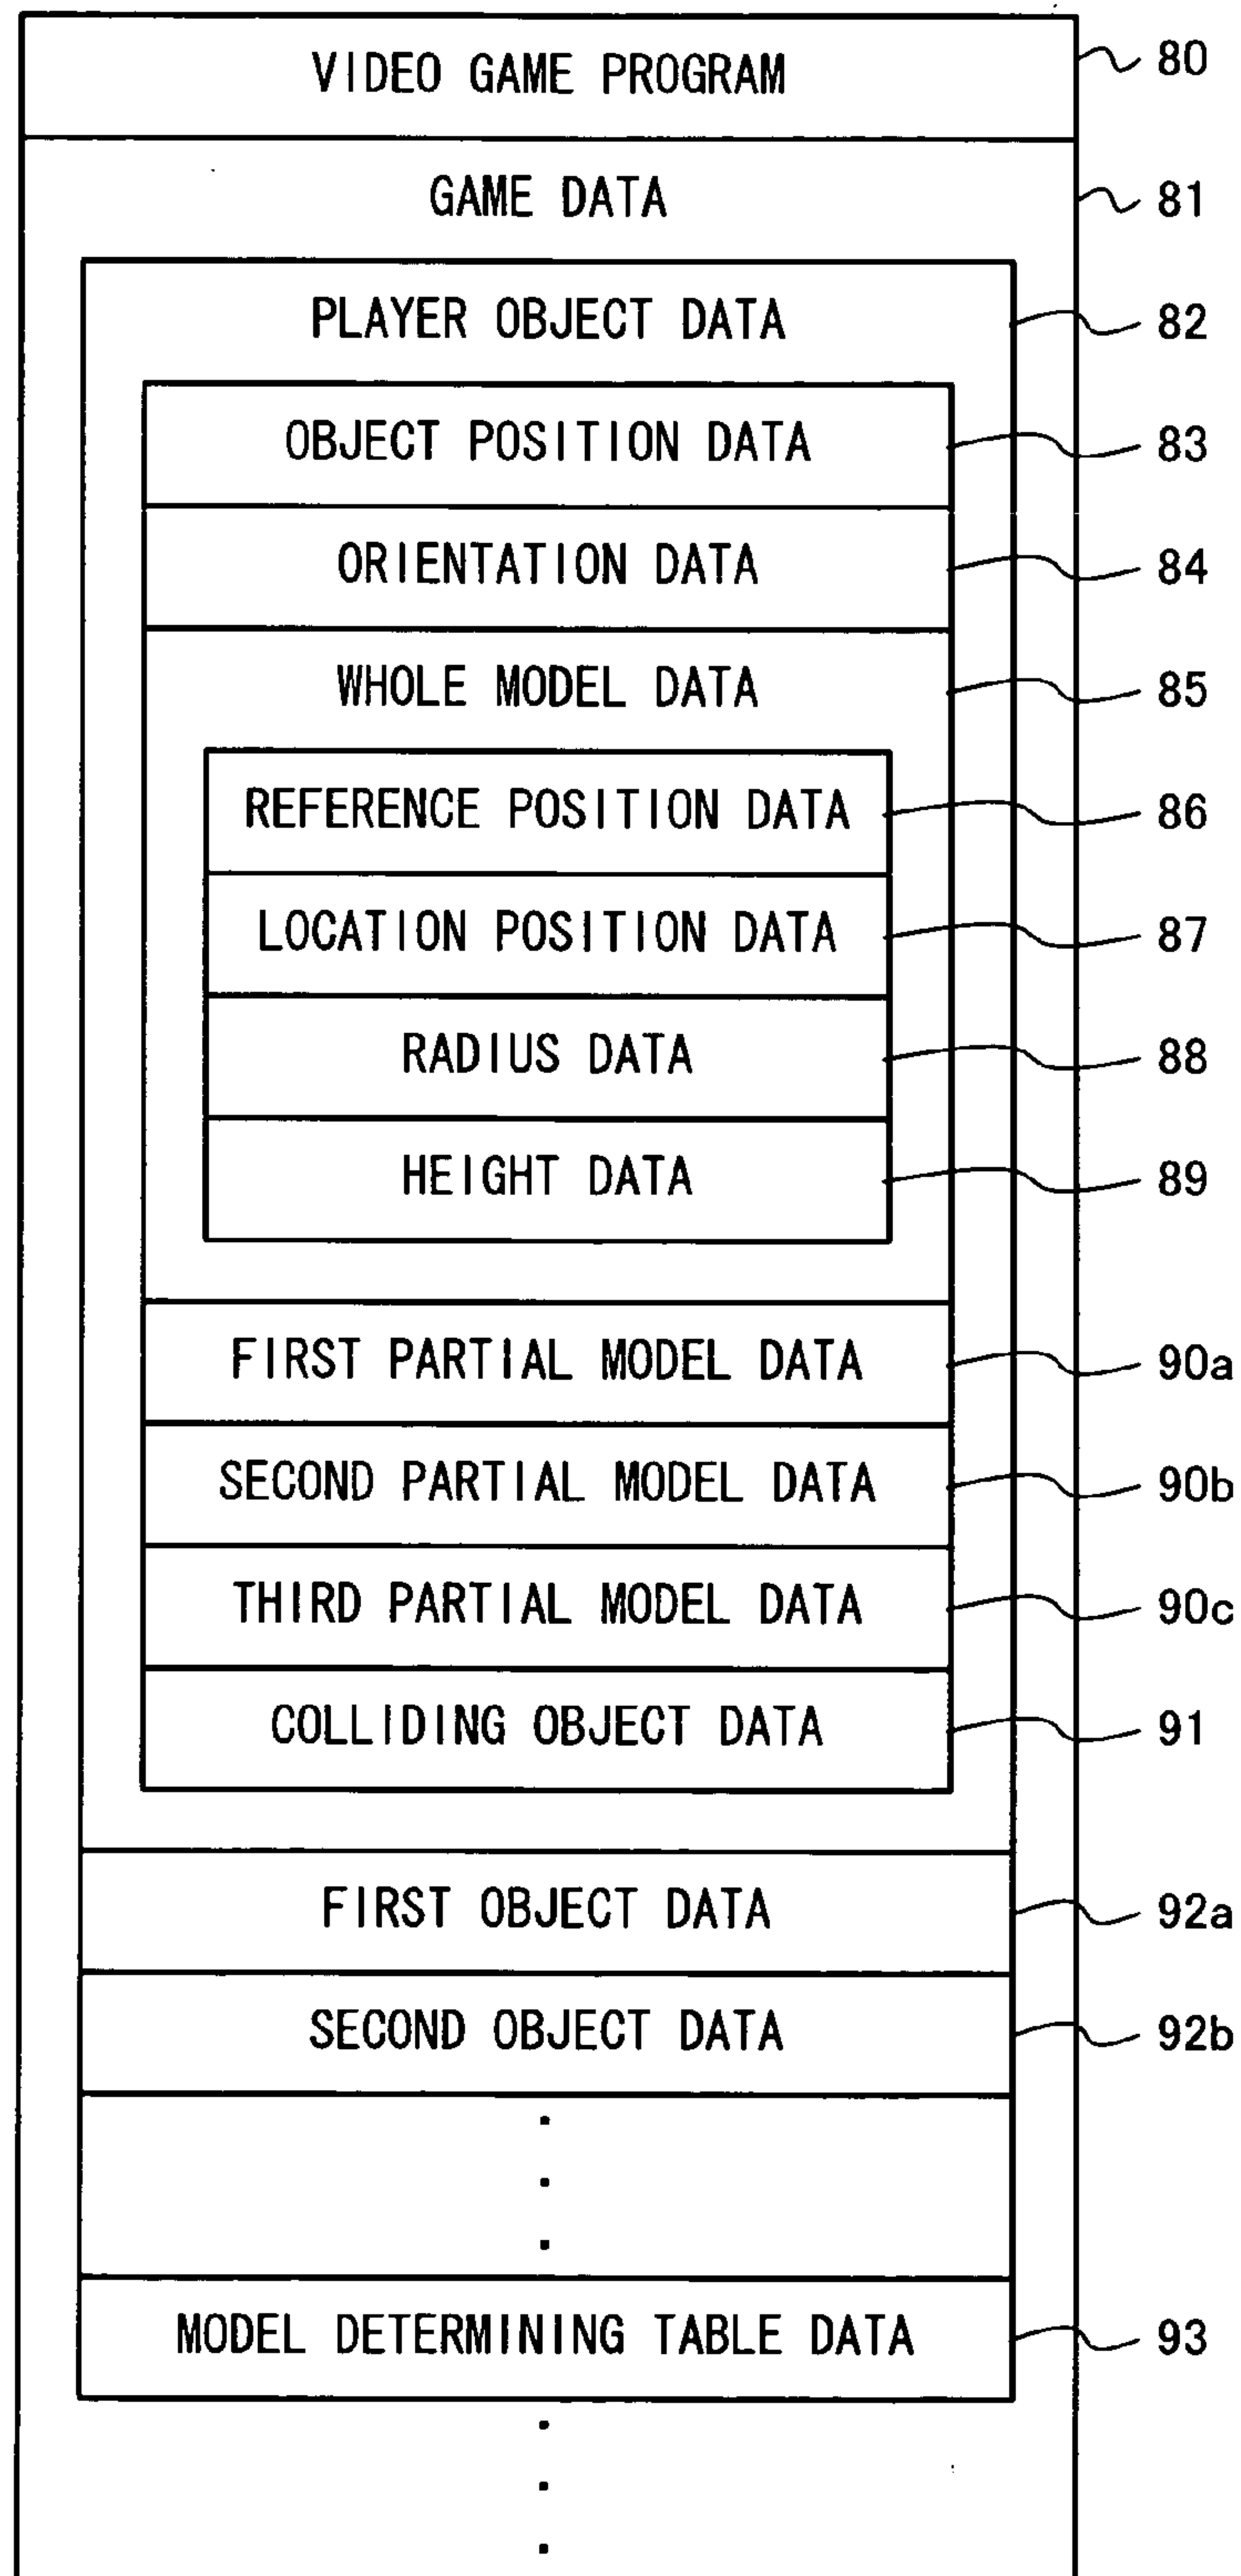 VIDEO GAME PROGRAM 80
GAME DATA 81
PLAYER OBJECT DATA 82
OBJECT POSITION DATA 83
ORIENTATION DATA 84
WHOLE MODEL DATA 85
REFERENCE POSITION DATA 86
LOCATION POSITION DATA 87
RADIUS DATA 88
HEIGHT DATA 89
FIRST PARTIAL MODEL DATA 90a
SECOND PARTIAL MODEL DATA 90b
THIRD PARTIAL MODEL DATA 90c
COLLIDING OBJECT DATA 91
FIRST OBJECT DATA 92a
SECOND OBJECT DATA 92b
MODEL DETERMINING TABLE DATA 93